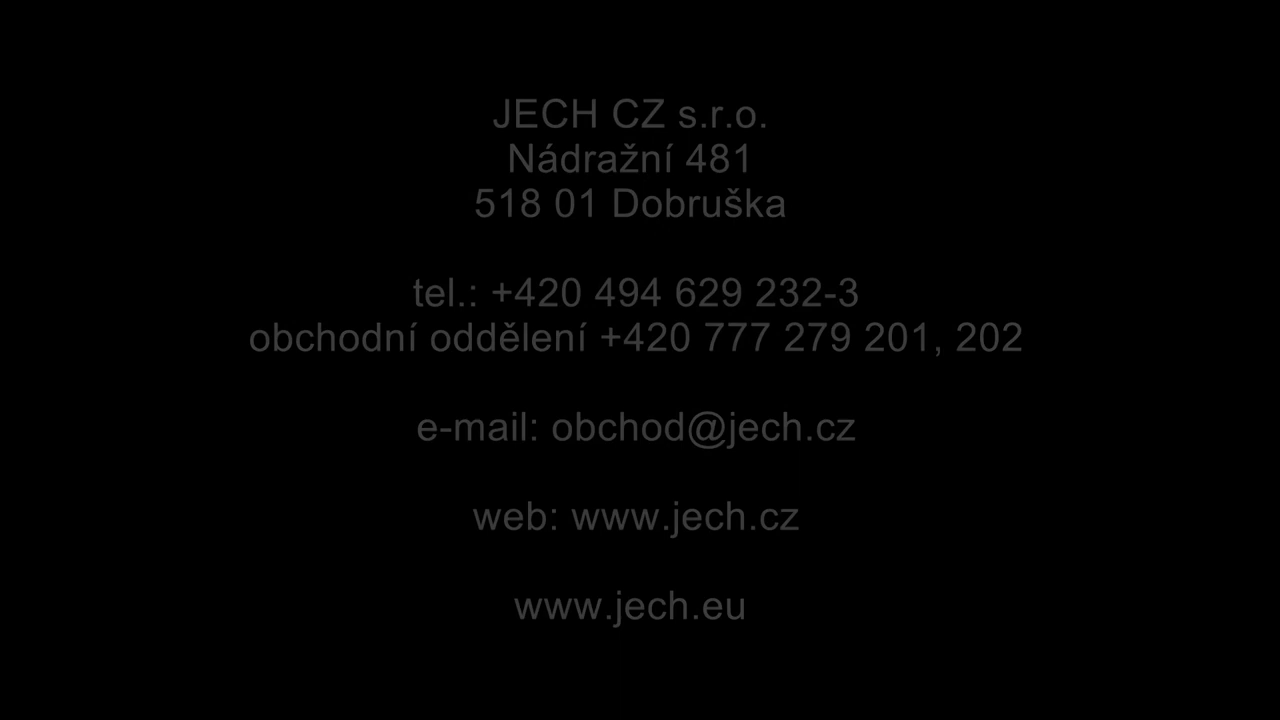 JECH CZ s.r.o.
Nádražní 481
518 01 Dobruška
tel.: +420 494 629 232-3
obchodní oddělení +420 777 279 201, 202
e-mail: obchod@jech.cz
web: www.jech.cz
www.jech.eu